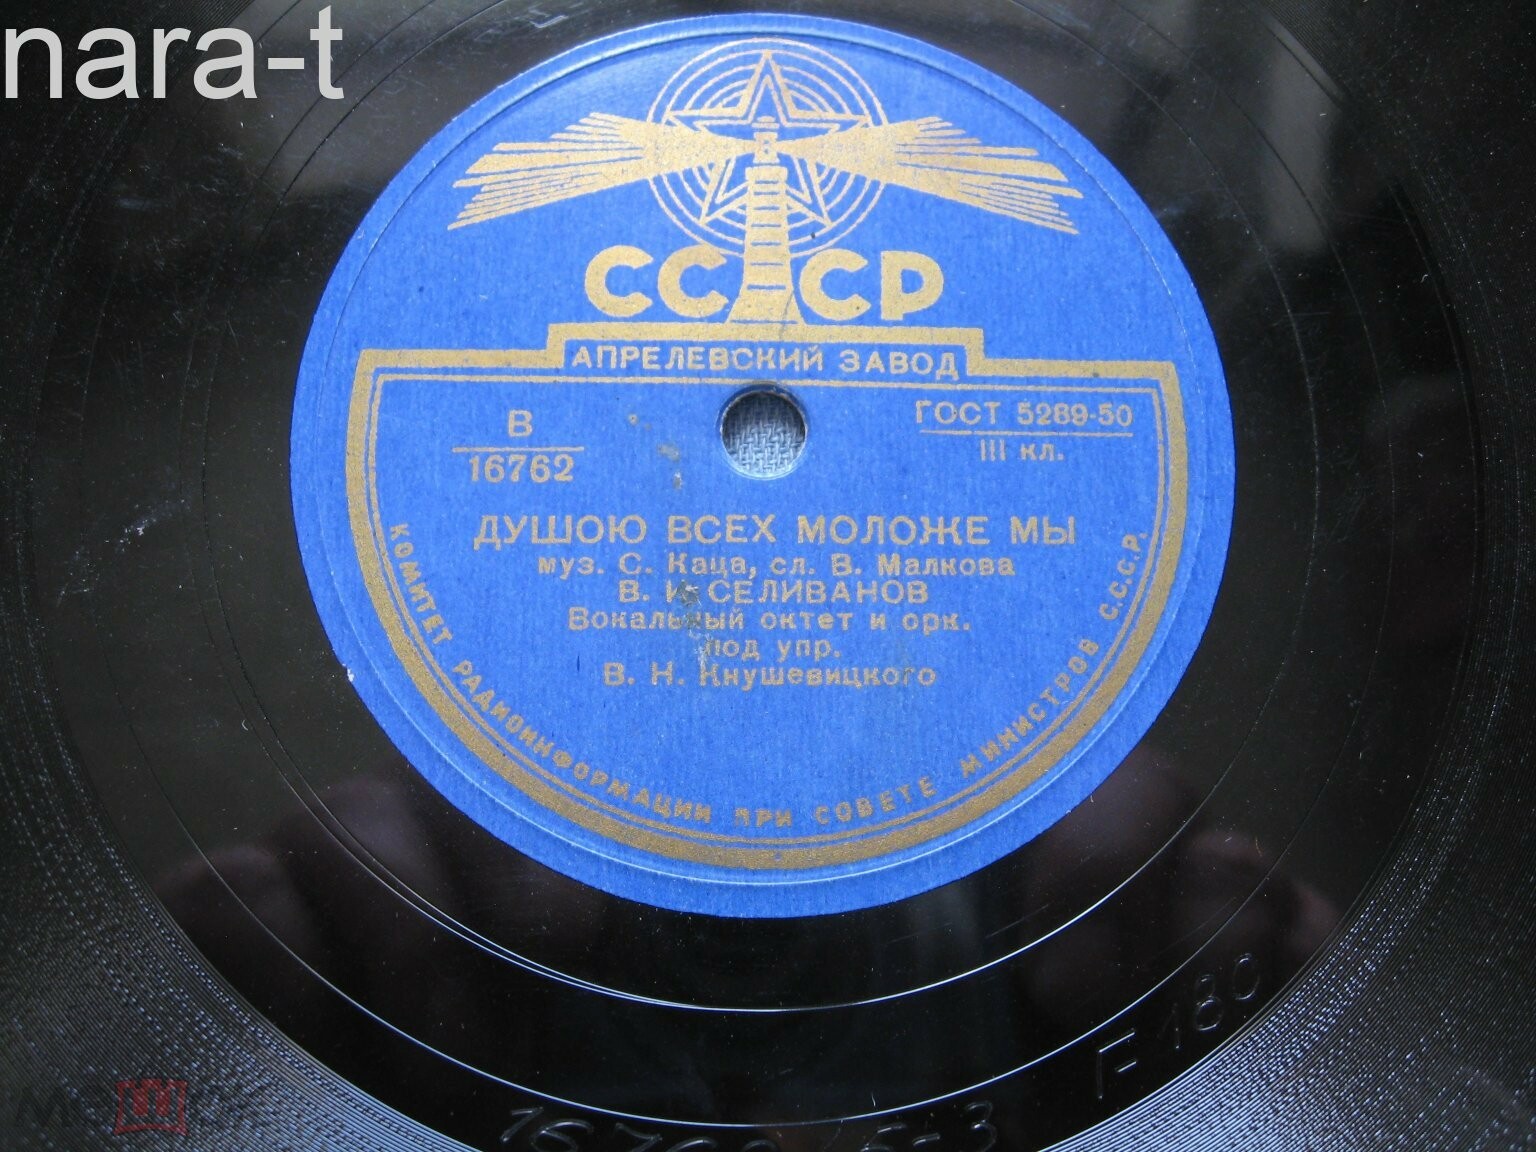 nara-t
СССР
АПРЕЛЕВСКИЙ ЗАВОД
В
16762
ГОСТ 5289-50
III кл.
ДУШОЮ ВСЕХ МОЛОЖЕ МЫ
муз. С. Каца, сл. В. Малкова
В. И. СЕЛИВАНОВ
Вокальный октет и орк.
под упр.
В. Н. Кнушевицкого
КОМИТЕТ РАДИОИНФОРМАЦИИ ПРИ СОВЕТЕ МИНИСТРОВ С.С.С.Р.
Г-180